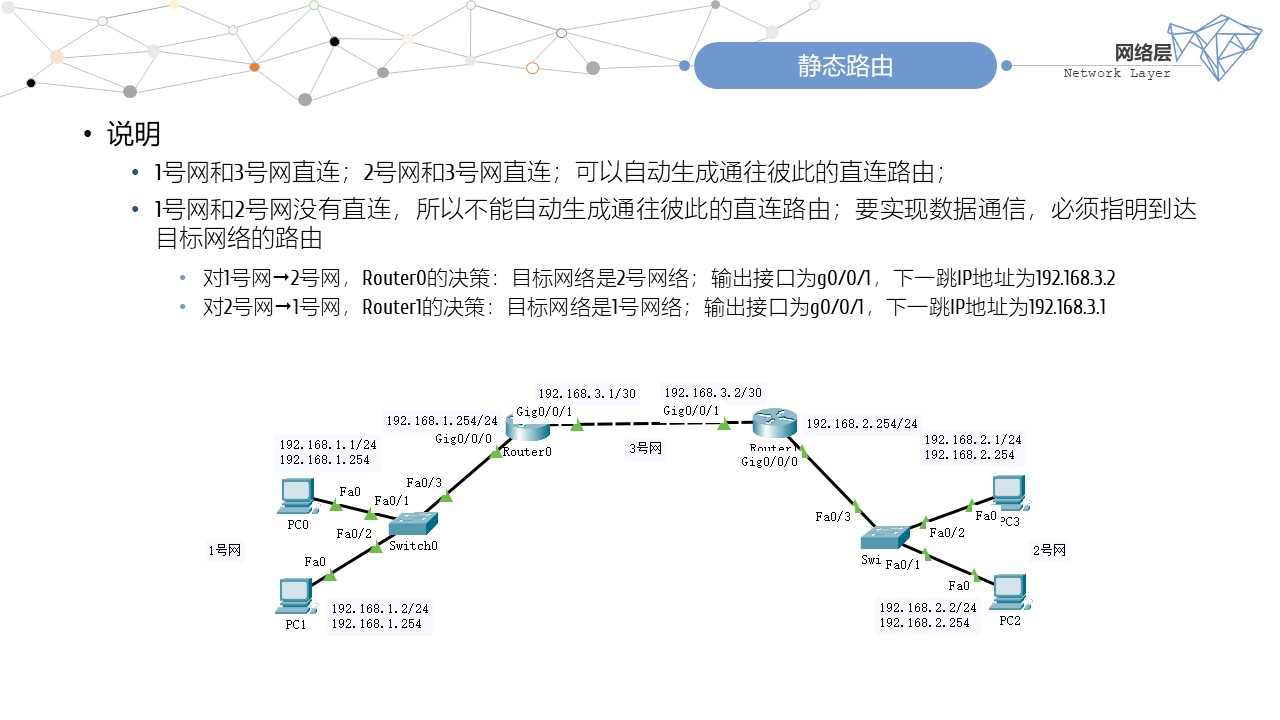 静态路由
网络层
Network Layer
• 说明
• 1号网和3号网直连；2号网和3号网直连；可以自动生成通往彼此的直连路由；
• 1号网和2号网没有直连，所以不能自动生成通往彼此的直连路由；要实现数据通信，必须指明到达
目标网络的路由
• 对1号网→2号网，Router0的决策：目标网络是2号网络；输出接口为g0/0/1，下一跳IP地址为192.168.3.2
• 对2号网→1号网，Router1的决策：目标网络是1号网络；输出接口为g0/0/1，下一跳IP地址为192.168.3.1
192.168.3.1/30
192.168.3.2/30
Gig0/0/1
Gig0/0/1
192.168.1.254/24
192.168.2.254/24
Gig0/0/0
Router0
3号网
Router1
Gig0/0/0
192.168.1.1/24
192.168.1.254
192.168.2.1/24
192.168.2.254
Fa0/3
Fa0
Fa0/1
PC0
Fa0/2
Switch0
Fa0/3
Fa0
PC3
Fa0/2
1号网
2号网
Fa0
Swi
Fa0/1
Fa0
192.168.1.2/24
192.168.1.254
PC1
192.168.2.2/24
192.168.2.254
PC2